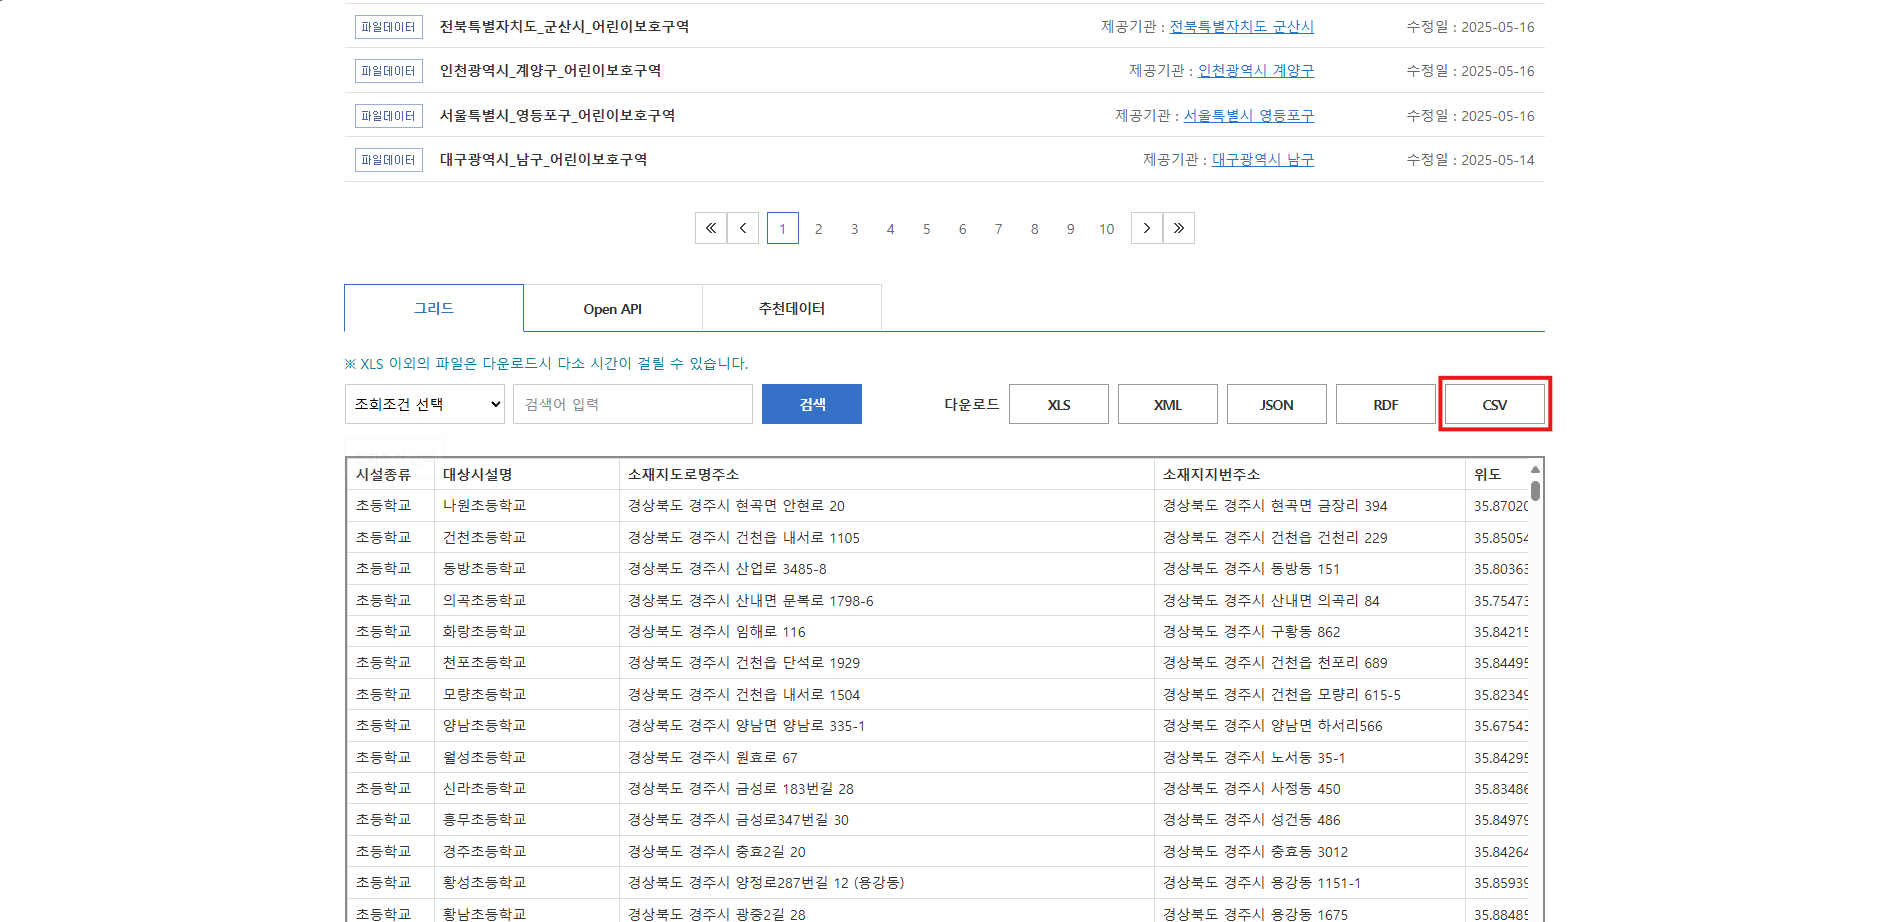 파일데이터 전북특별자치도_군산시_어린이보호구역 제공기관 : 전북특별자치도 군산시 수정일 : 2025-05-16
파일데이터 인천광역시_계양구_어린이보호구역 제공기관 : 인천광역시 계양구 수정일 : 2025-05-16
파일데이터 서울특별시_영등포구_어린이보호구역 제공기관 : 서울특별시 영등포구 수정일 : 2025-05-16
파일데이터 대구광역시_남구_어린이보호구역 제공기관 : 대구광역시 남구 수정일 : 2025-05-14
« ‹ 1 2 3 4 5 6 7 8 9 10 › »
그리드 Open API 추천데이터
※ XLS 이외의 파일은 다운로드시 다소 시간이 걸릴 수 있습니다.
조회조건 선택 검색어 입력 검색 다운로드 XLS XML JSON RDF CSV
시설종류 대상시설명 소재지도로명주소 소재지지번주소 위도
초등학교 나원초등학교 경상북도 경주시 현곡면 안현로 20 경상북도 경주시 현곡면 금장리 394 35.8702
초등학교 건천초등학교 경상북도 경주시 건천읍 내서로 1105 경상북도 경주시 건천읍 건천리 229 35.85054
초등학교 동방초등학교 경상북도 경주시 산업로 3485-8 경상북도 경주시 동방동 151 35.80363
초등학교 의곡초등학교 경상북도 경주시 산내면 문복로 1798-6 경상북도 경주시 산내면 의곡리 84 35.75473
초등학교 화랑초등학교 경상북도 경주시 임해로 116 경상북도 경주시 구황동 862 35.84215
초등학교 천포초등학교 경상북도 경주시 건천읍 단석로 1929 경상북도 경주시 건천읍 천포리 689 35.84495
초등학교 모량초등학교 경상북도 경주시 건천읍 내서로 1504 경상북도 경주시 건천읍 모량리 615-5 35.82349
초등학교 양남초등학교 경상북도 경주시 양남면 양남로 335-1 경상북도 경주시 양남면 하서리566 35.67543
초등학교 월성초등학교 경상북도 경주시 원효로 67 경상북도 경주시 노서동 35-1 35.84295
초등학교 신라초등학교 경상북도 경주시 금성로 183번길 28 경상북도 경주시 사정동 450 35.83486
초등학교 흥무초등학교 경상북도 경주시 금성로347번길 30 경상북도 경주시 성건동 486 35.84979
초등학교 경주초등학교 경상북도 경주시 충효2길 20 경상북도 경주시 충효동 3012 35.84264
초등학교 황성초등학교 경상북도 경주시 양정로287번길 12 (용강동) 경상북도 경주시 용강동 1151-1 35.85939
초등학교 황남초등학교 경상북도 경주시 광중2길 28 경상북도 경주시 용강동 1675 35.88485